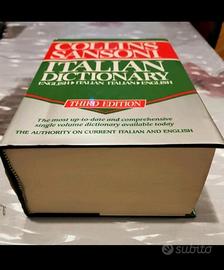 COLLINS
SANSONI
ITALIAN
DICTIONARY
ENGLISH•ITALIAN ITALIAN•ENGLISH
THIRD EDITION
The most up-to-date and comprehensive
single volume dictionary available today
THE AUTHORITY ON CURRENT ITALIAN AND ENGLISH
subito